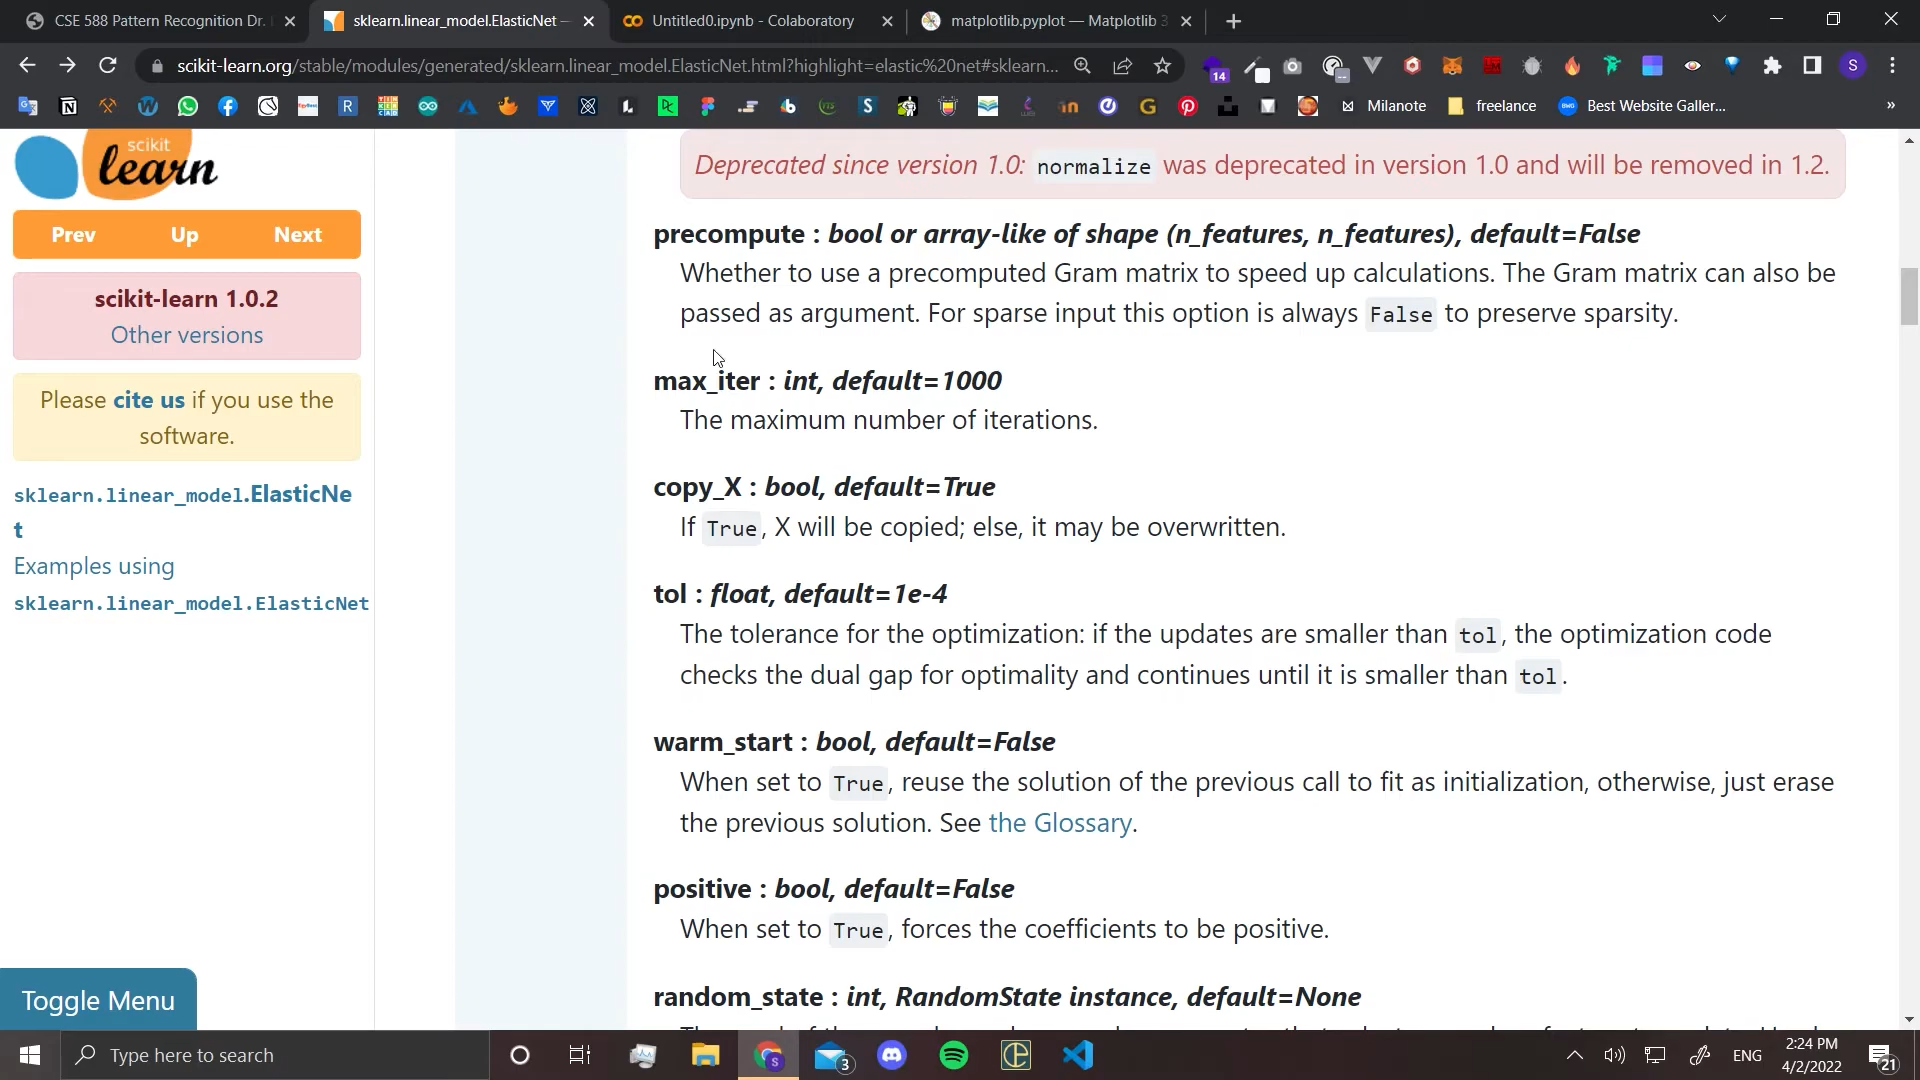 CSE 588 Pattern Recognition Dr.
sklearn.linear_model.ElasticNet —
Untitled0.ipynb - Colaboratory
matplotlib.pyplot — Matplotlib 3
scikit-learn.org/stable/modules/generated/sklearn.linear_model.ElasticNet.html?highlight=elastic%20net#sklearn...
14
S
Milanote
freelance
Best Website Galler...
»
scikit
learn
Prev Up Next
scikit-learn 1.0.2
Other versions
Please cite us if you use the
software.
sklearn.linear_model.ElasticNe
t
Examples using
sklearn.linear_model.ElasticNet
Toggle Menu
Deprecated since version 1.0: normalize was deprecated in version 1.0 and will be removed in 1.2.
precompute : bool or array-like of shape (n_features, n_features), default=False
Whether to use a precomputed Gram matrix to speed up calculations. The Gram matrix can also be
passed as argument. For sparse input this option is always False to preserve sparsity.
max_iter : int, default=1000
The maximum number of iterations.
copy_X : bool, default=True
If True, X will be copied; else, it may be overwritten.
tol : float, default=1e-4
The tolerance for the optimization: if the updates are smaller than tol, the optimization code
checks the dual gap for optimality and continues until it is smaller than tol.
warm_start : bool, default=False
When set to True, reuse the solution of the previous call to fit as initialization, otherwise, just erase
the previous solution. See the Glossary.
positive : bool, default=False
When set to True, forces the coefficients to be positive.
random_state : int, RandomState instance, default=None
Type here to search
3
ENG
2:24 PM
4/2/2022
21